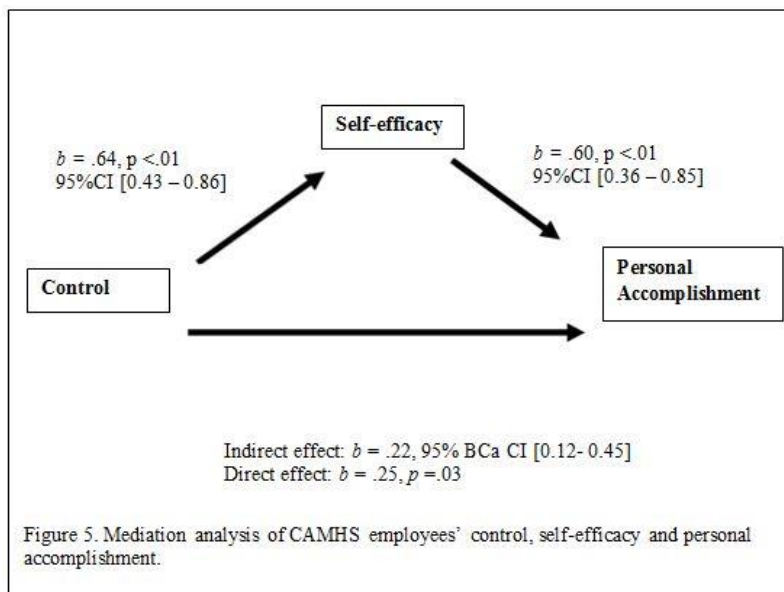 Self-efficacy
b = .64, p <.01
95%CI [0.43 – 0.86]
b = .60, p <.01
95%CI [0.36 – 0.85]
Control
Personal
Accomplishment
Indirect effect: b = .22, 95% BCa CI [0.12- 0.45]
Direct effect: b = .25, p =.03
Figure 5. Mediation analysis of CAMHS employees’ control, self-efficacy and personal
accomplishment.